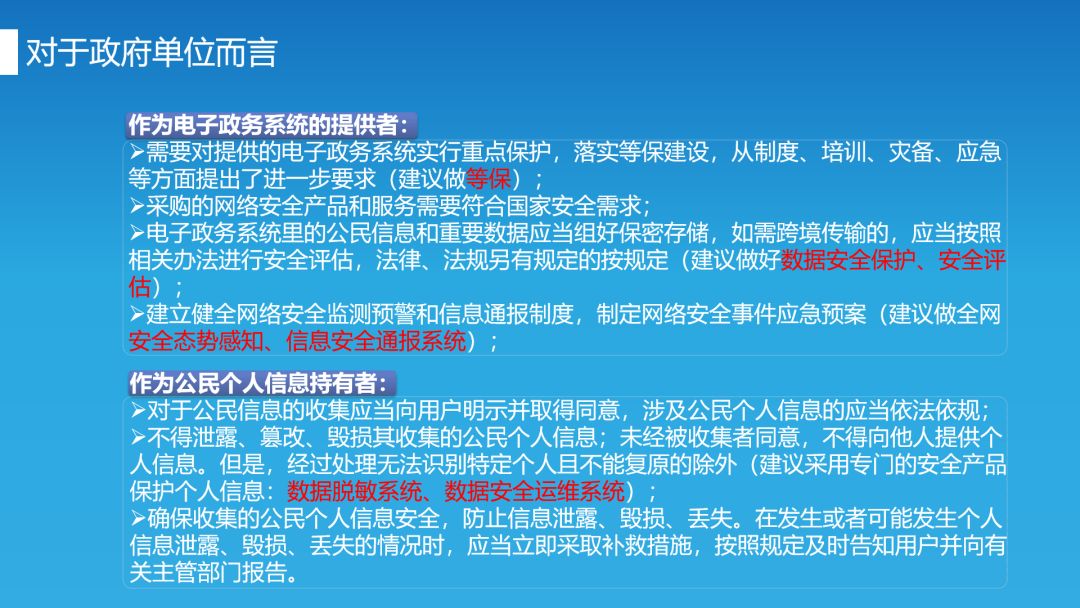 对于政府单位而言
作为电子政务系统的提供者：
➢需要对提供的电子政务系统实行重点保护，落实等保建设，从制度、培训、灾备、应急
等方面提出了进一步要求（建议做等保）；
➢采购的网络安全产品和服务需要符合国家安全需求；
➢电子政务系统里的公民信息和重要数据应当组好保密存储，如需跨境传输的，应当按照
相关办法进行安全评估，法律、法规另有规定的按规定（建议做好数据安全保护、安全评
估）；
➢建立健全网络安全监测预警和信息通报制度，制定网络安全事件应急预案（建议做全网
安全态势感知、信息安全通报系统）；
作为公民个人信息持有者：
➢对于公民信息的收集应当向用户明示并取得同意，涉及公民个人信息的应当依法依规；
➢不得泄露、篡改、毁损其收集的公民个人信息；未经被收集者同意，不得向他人提供个
人信息。但是，经过处理无法识别特定个人且不能复原的除外（建议采用专门的安全产品
保护个人信息：数据脱敏系统、数据安全运维系统）；
➢确保收集的公民个人信息安全，防止信息泄露、毁损、丢失。在发生或者可能发生个人
信息泄露、毁损、丢失的情况时，应当立即采取补救措施，按照规定及时告知用户并向有
关主管部门报告。